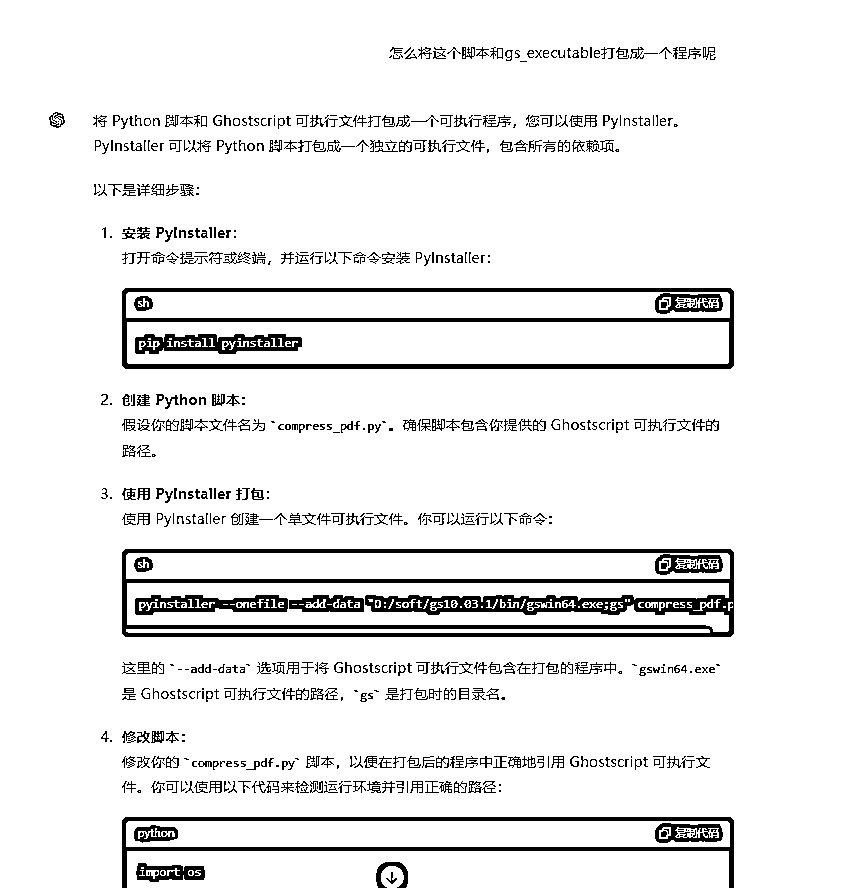 怎么将这个脚本和gs_executable打包成一个程序呢
将 Python 脚本和 Ghostscript 可执行文件打包成一个可执行程序，您可以使用 PyInstaller。
PyInstaller 可以将 Python 脚本打包成一个独立的可执行文件，包含所有的依赖项。
以下是详细步骤：
1. 安装 PyInstaller：
打开命令提示符或终端，并运行以下命令安装 PyInstaller：
sh 复制代码
pip install pyinstaller
2. 创建 Python 脚本：
假设你的脚本文件名为 `compress_pdf.py`。确保脚本包含你提供的 Ghostscript 可执行文件的
路径。
3. 使用 PyInstaller 打包：
使用 PyInstaller 创建一个单文件可执行文件。你可以运行以下命令：
sh 复制代码
pyinstaller --onefile --add-data "D:/soft/gs10.03.1/bin/gswin64.exe;gs" compress_pdf.p
这里的 `--add-data` 选项用于将 Ghostscript 可执行文件包含在打包的程序中。`gswin64.exe`
是 Ghostscript 可执行文件的路径，`gs` 是打包时的目录名。
4. 修改脚本：
修改你的 `compress_pdf.py` 脚本，以便在打包后的程序中正确地引用 Ghostscript 可执行文
件。你可以使用以下代码来检测运行环境并引用正确的路径：
python 复制代码
import os